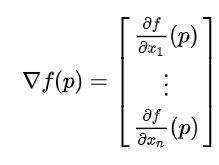 ∇f(p) = [ ∂f/∂x₁ (p)
⋮
∂f/∂xₙ (p) ]